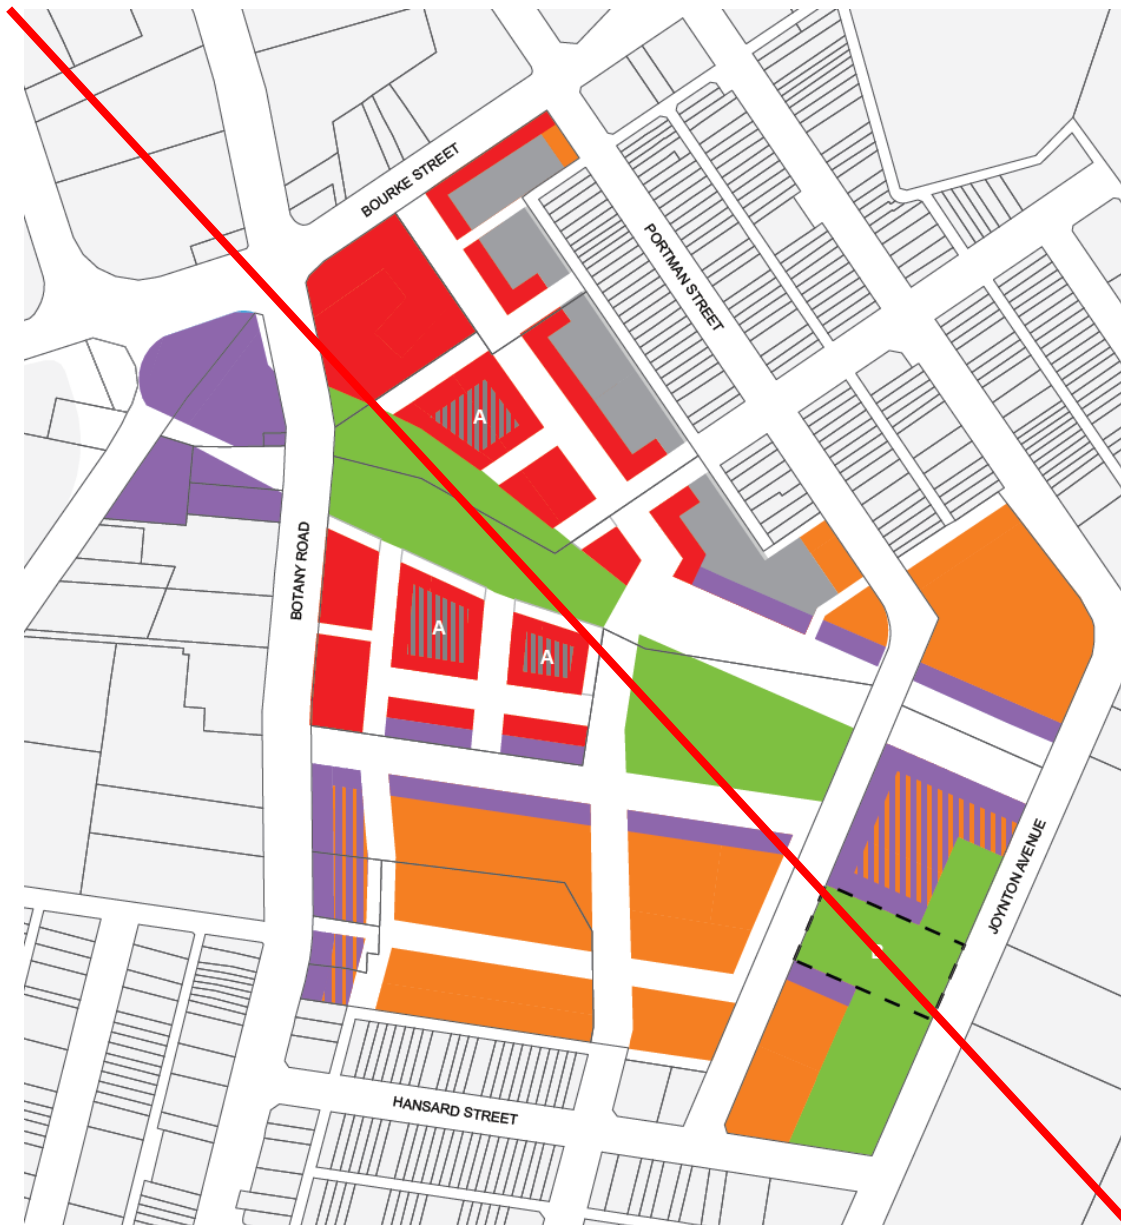 BOURKE STREET
PORTMAN STREET
A
BOTANY ROAD
A
A
JOYNTON AVENUE
HANSARD STREET